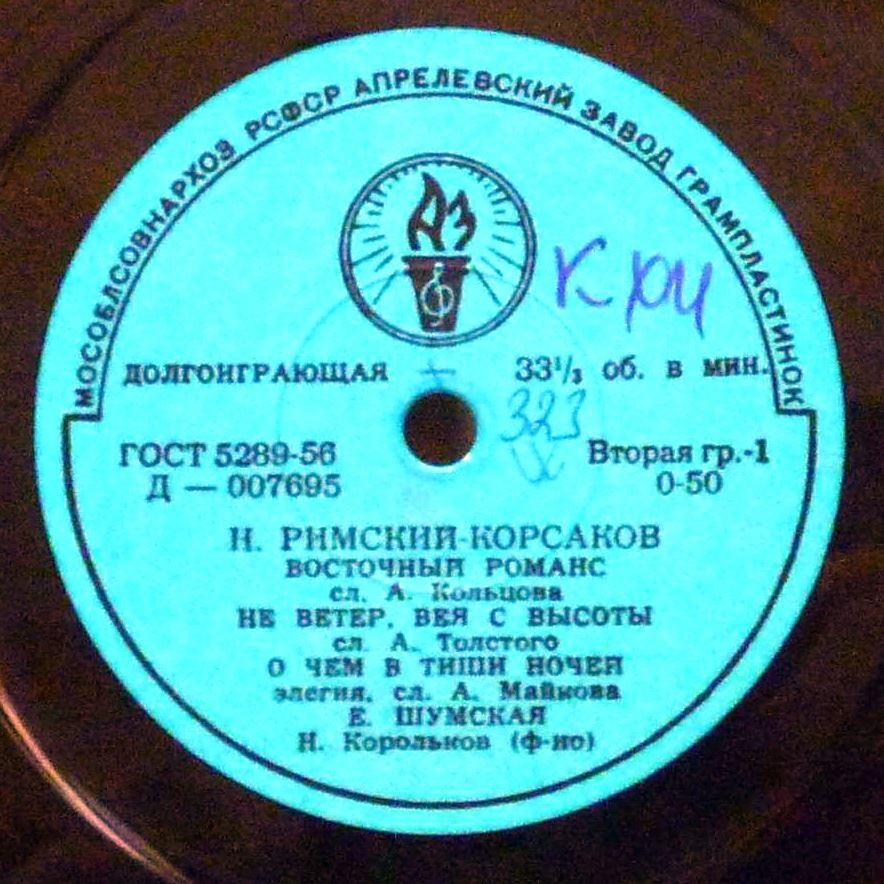 МОСОБЛСОВНАРХОЗ РСФСР АПРЕЛЕВСКИЙ ЗАВОД ГРАМПЛАСТИНОК
АЗ
К РМ
ДОЛГОИГРАЮЩАЯ 33⅓ об. в мин.
323
ГОСТ 5289-56 Вторая гр.-1
Д — 007695 0-50
Н. РИМСКИЙ-КОРСАКОВ
ВОСТОЧНЫЙ РОМАНС
сл. А. Кольцова
НЕ ВЕТЕР, ВЕЯ С ВЫСОТЫ
сл А. Толстого
О ЧЕМ В ТИШИ НОЧЕЙ
элегия, сл. А. Майкова
Е. ШУМСКАЯ
Н. Корольков (ф-но)